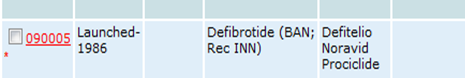 090005
*
Launched-
1986
Defibrotide (BAN;
Rec INN)
Defitelio
Noravid
Prociclide